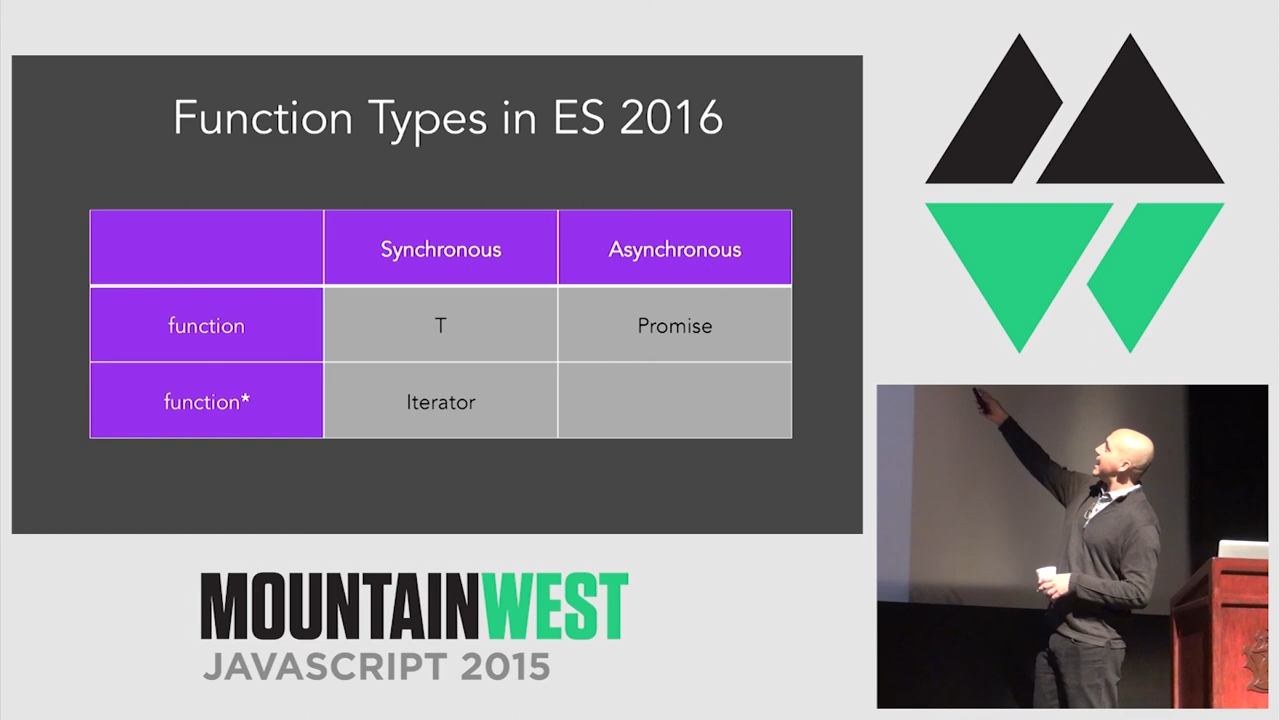 Function Types in ES 2016
Synchronous Asynchronous
function T Promise
function* Iterator
MOUNTAINWEST
JAVASCRIPT 2015